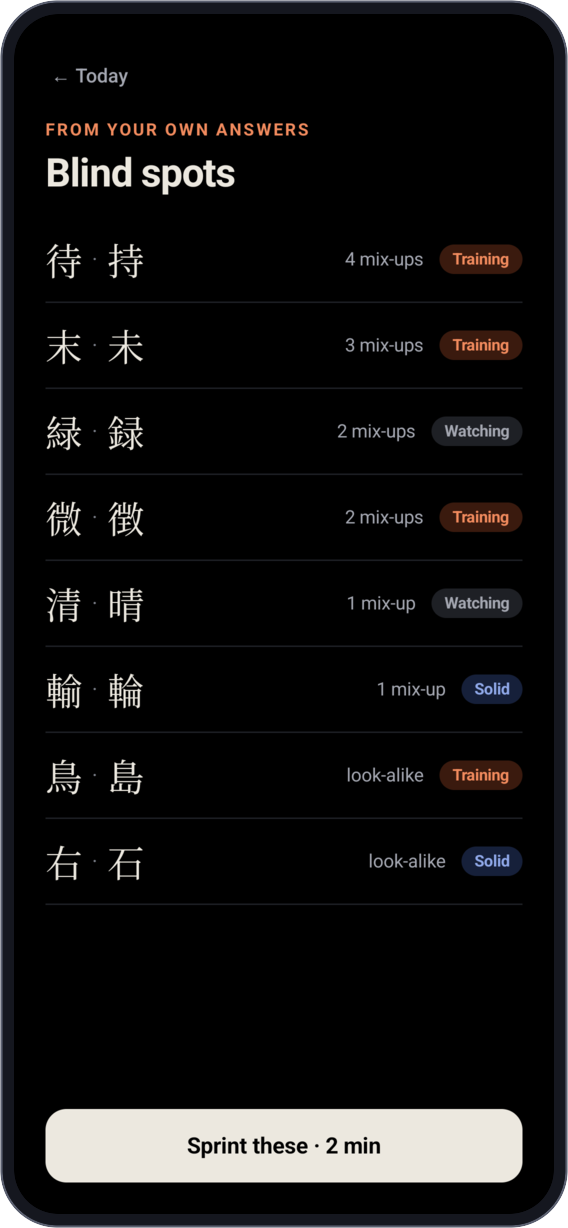 ← Today
FROM YOUR OWN ANSWERS
Blind spots
待 · 持 4 mix-ups Training
末 · 未 3 mix-ups Training
緑 · 録 2 mix-ups Watching
微 · 徴 2 mix-ups Training
清 · 晴 1 mix-up Watching
輸 · 輪 1 mix-up Solid
鳥 · 島 look-alike Training
右 · 石 look-alike Solid
Sprint these · 2 min